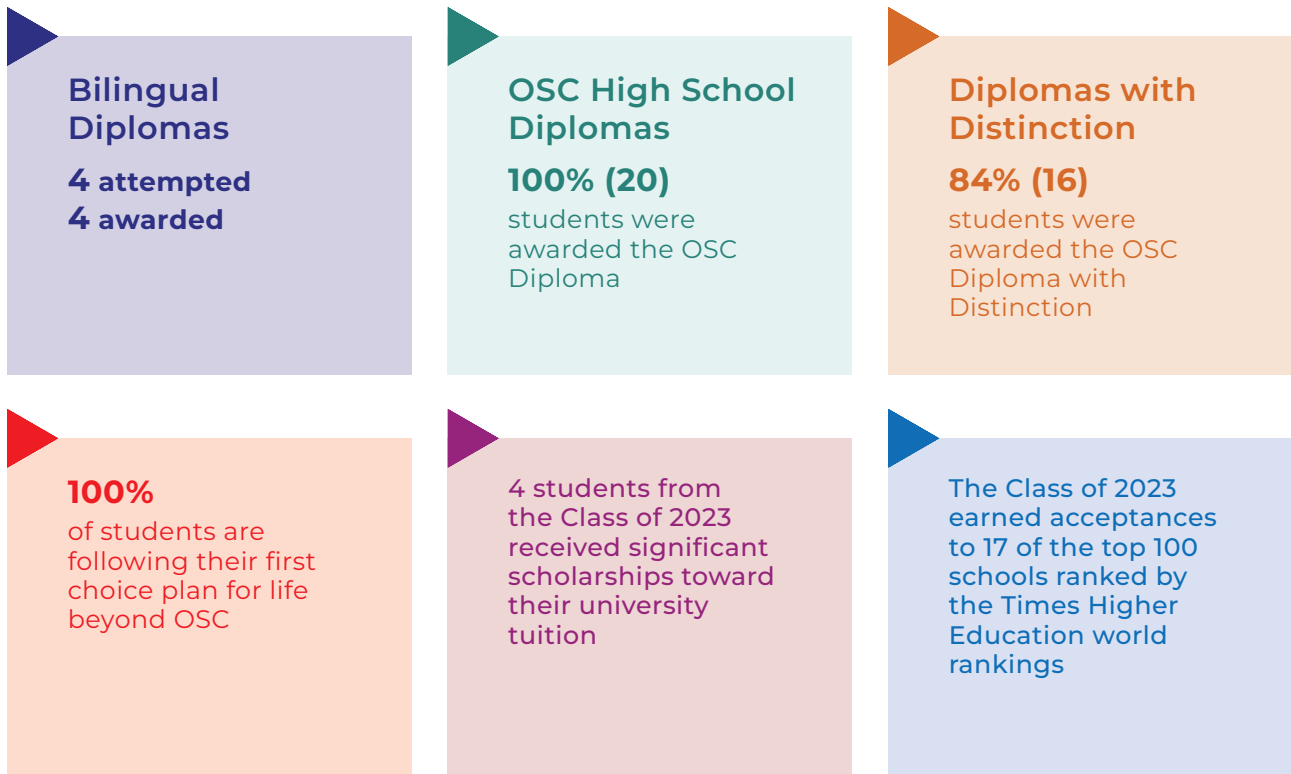 Bilingual
Diplomas
4 attempted
4 awarded
OSC High School
Diplomas
100% (20)
students were
awarded the OSC
Diploma
Diplomas with
Distinction
84% (16)
students were
awarded the OSC
Diploma with
Distinction
100%
of students are
following their first
choice plan for life
beyond OSC
4 students from
the Class of 2023
received significant
scholarships toward
their university
tuition
The Class of 2023
earned acceptances
to 17 of the top 100
schools ranked by
the Times Higher
Education world
rankings